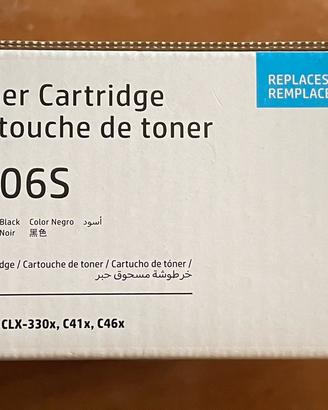 er Cartridge
touche de toner
06S
Black Color Negro أسود
Noir 黑色
dge / Cartouche de toner / Cartucho de tóner /
خرطوشة مسحوق حبر
CLX-330x, C41x, C46x
REPLACES
REMPLACE